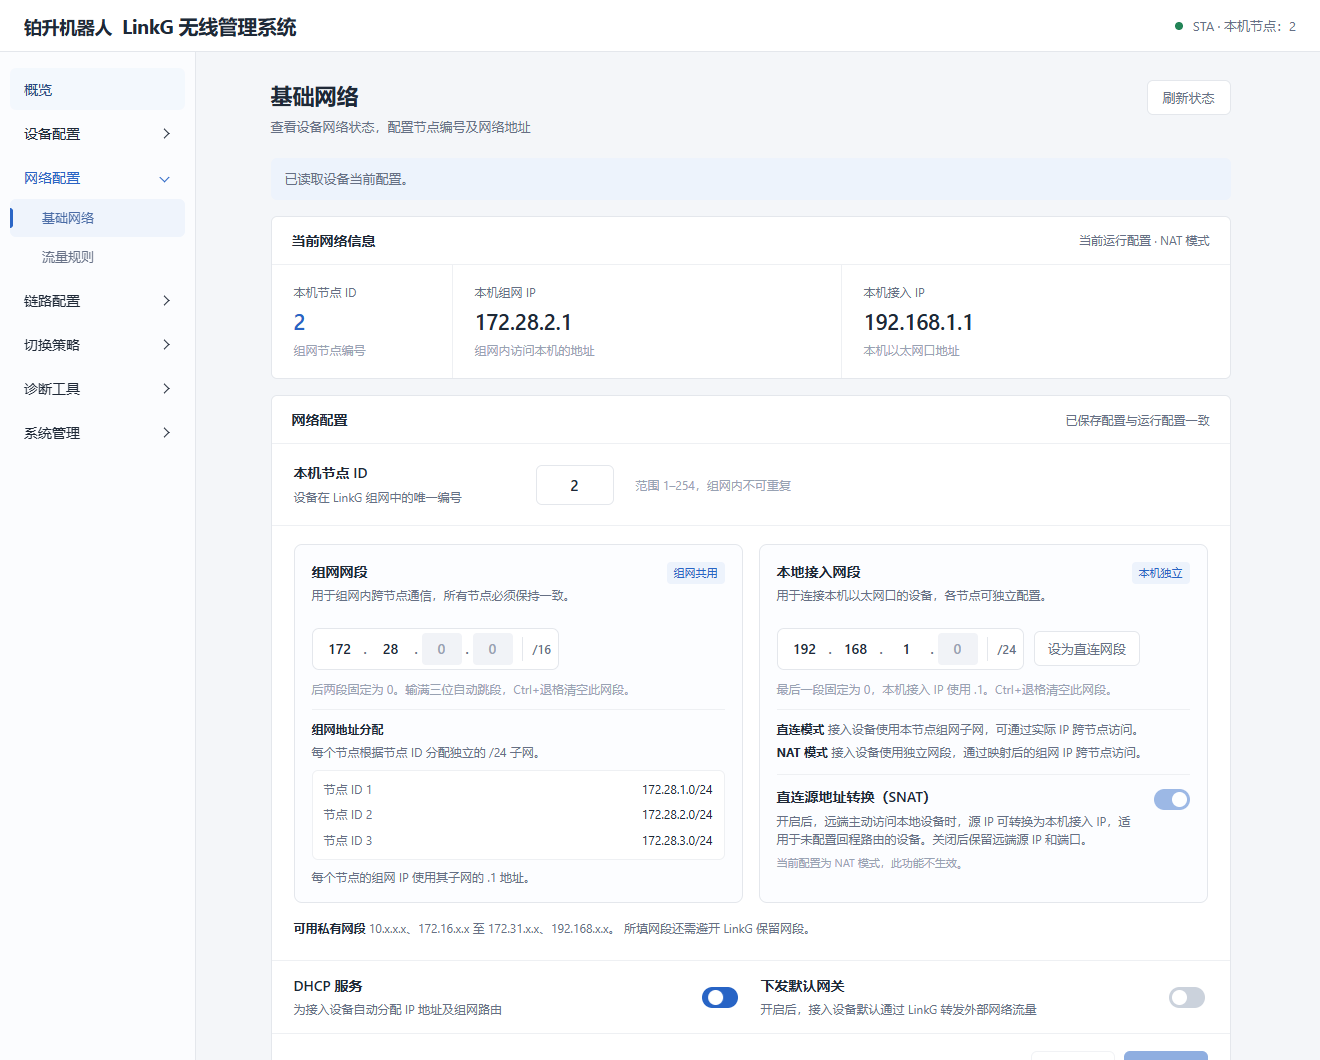 铂升机器人 LinkG 无线管理系统
STA · 本机节点：2
概览
设备配置
网络配置
基础网络
流量规则
链路配置
切换策略
诊断工具
系统管理
基础网络
查看设备网络状态，配置节点编号及网络地址
刷新状态
已读取设备当前配置。
当前网络信息
当前运行配置 · NAT 模式
本机节点 ID
2
组网节点编号
本机组网 IP
172.28.2.1
组网内访问本机的地址
本机接入 IP
192.168.1.1
本机以太网口地址
网络配置
已保存配置与运行配置一致
本机节点 ID
设备在 LinkG 组网中的唯一编号
2
范围 1–254，组网内不可重复
组网网段
组网共用
用于组网内跨节点通信，所有节点必须保持一致。
172 . 28 . 0 . 0 /16
后两段固定为 0。输满三位自动跳段，Ctrl+退格清空此网段。
组网地址分配
每个节点根据节点 ID 分配独立的 /24 子网。
节点 ID 1 172.28.1.0/24
节点 ID 2 172.28.2.0/24
节点 ID 3 172.28.3.0/24
每个节点的组网 IP 使用其子网的 .1 地址。
本地接入网段
本机独立
用于连接本机以太网口的设备，各节点可独立配置。
192 . 168 . 1 . 0 /24
设为直连网段
最后一段固定为 0，本机接入 IP 使用 .1。Ctrl+退格清空此网段。
直连模式 接入设备使用本节点组网子网，可通过实际 IP 跨节点访问。
NAT 模式 接入设备使用独立网段，通过映射后的组网 IP 跨节点访问。
直连源地址转换（SNAT）
开启后，远端主动访问本地设备时，源 IP 可转换为本机接入 IP，适
用于未配置回程路由的设备。关闭后保留远端源 IP 和端口。
当前配置为 NAT 模式，此功能不生效。
可用私有网段 10.x.x.x、172.16.x.x 至 172.31.x.x、192.168.x.x。 所填网段还需避开 LinkG 保留网段。
DHCP 服务
为接入设备自动分配 IP 地址及组网路由
下发默认网关
开启后，接入设备默认通过 LinkG 转发外部网络流量